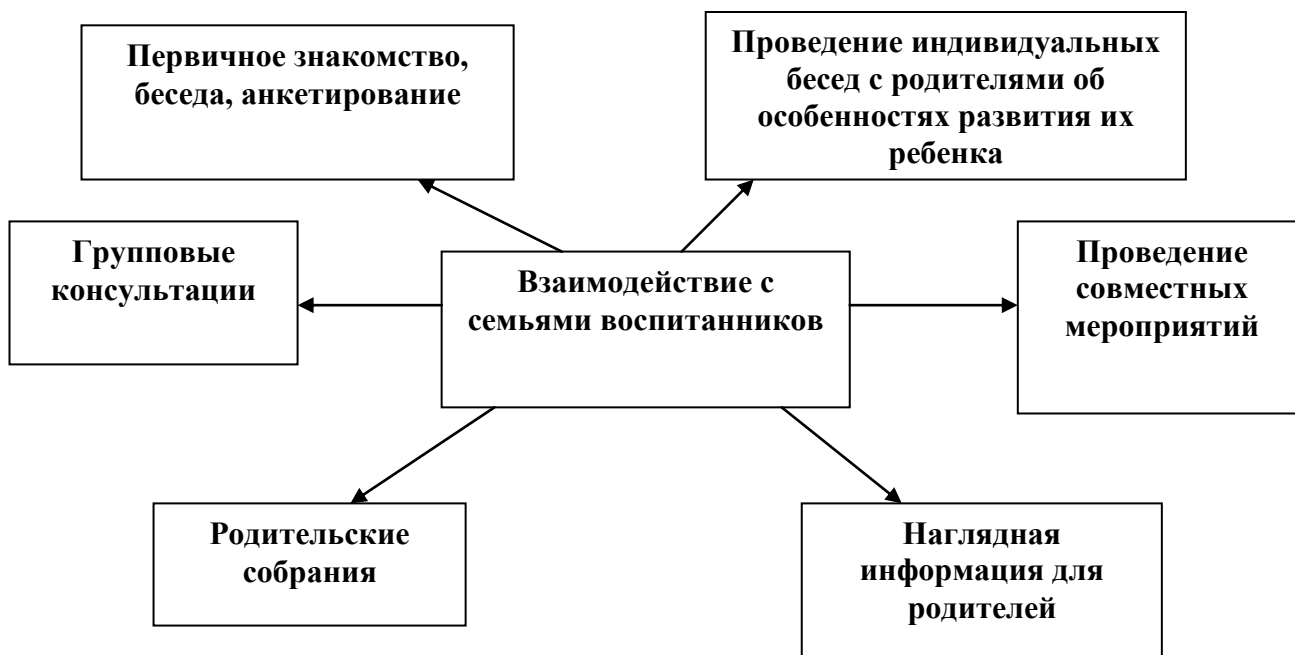 Первичное знакомство,
беседа, анкетирование
Проведение индивидуальных
бесед с родителями об
особенностях развития их
ребенка
Групповые
консультации
Взаимодействие с
семьями воспитанников
Проведение
совместных
мероприятий
Родительские
собрания
Наглядная
информация для
родителей